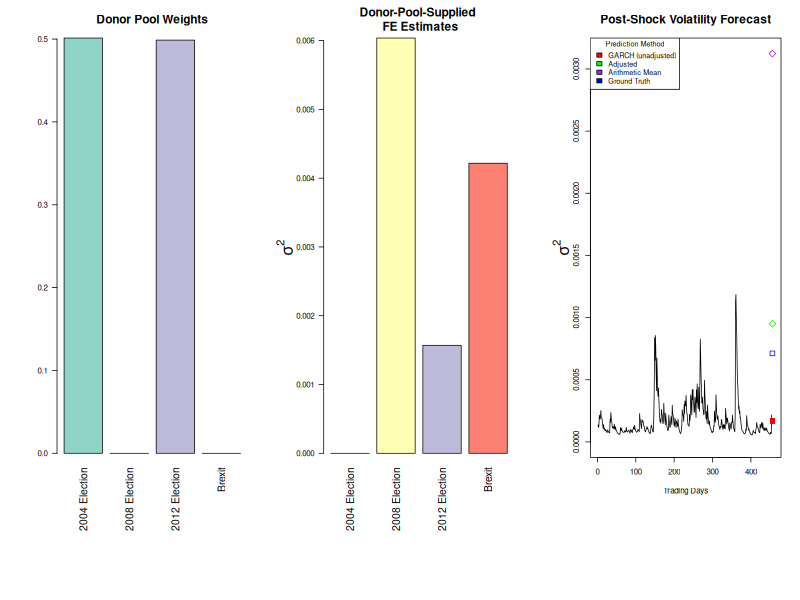 Donor Pool Weights
0.5
0.4
0.3
0.2
0.1
0.0
2004 Election
2008 Election
2012 Election
Brexit
Donor-Pool-Supplied
FE Estimates
σ2
0.006
0.005
0.004
0.003
0.002
0.001
0.000
2004 Election
2008 Election
2012 Election
Brexit
Post-Shock Volatility Forecast
Prediction Method
GARCH (unadjusted)
Adjusted
Arithmetic Mean
Ground Truth
σ2
0.0030
0.0025
0.0020
0.0015
0.0010
0.0005
0.0000
0
100
200
300
400
Trading Days